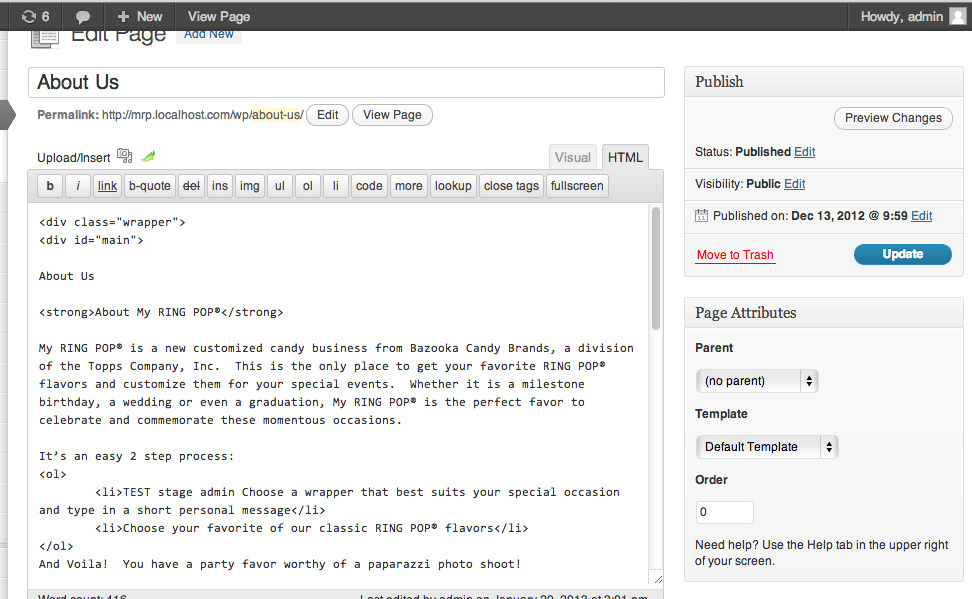 6 New View Page Howdy, admin
Edit Page Add New
About Us
Permalink: http://mrp.localhost.com/wp/about-us/ Edit View Page
Upload/Insert Visual HTML
b i link b-quote del ins img ul ol li code more lookup close tags fullscreen
<div class="wrapper">
<div id="main">
About Us
<strong>About My RING POP®</strong>
My RING POP® is a new customized candy business from Bazooka Candy Brands, a division
of the Topps Company, Inc.  This is the only place to get your favorite RING POP®
flavors and customize them for your special events.  Whether it is a milestone
birthday, a wedding or even a graduation, My RING POP® is the perfect favor to
celebrate and commemorate these momentous occasions.
It’s an easy 2 step process:
<ol>
<li>TEST stage admin Choose a wrapper that best suits your special occasion
and type in a short personal message</li>
<li>Choose your favorite of our classic RING POP® flavors</li>
</ol>
And Voila!  You have a party favor worthy of a paparazzi photo shoot!
Word count: 416 Last edited by admin on January 29, 2013 at 3:01 pm
Publish
Preview Changes
Status: Published Edit
Visibility: Public Edit
Published on: Dec 13, 2012 @ 9:59 Edit
Move to Trash Update
Page Attributes
Parent
(no parent)
Template
Default Template
Order
0
Need help? Use the Help tab in the upper right
of your screen.